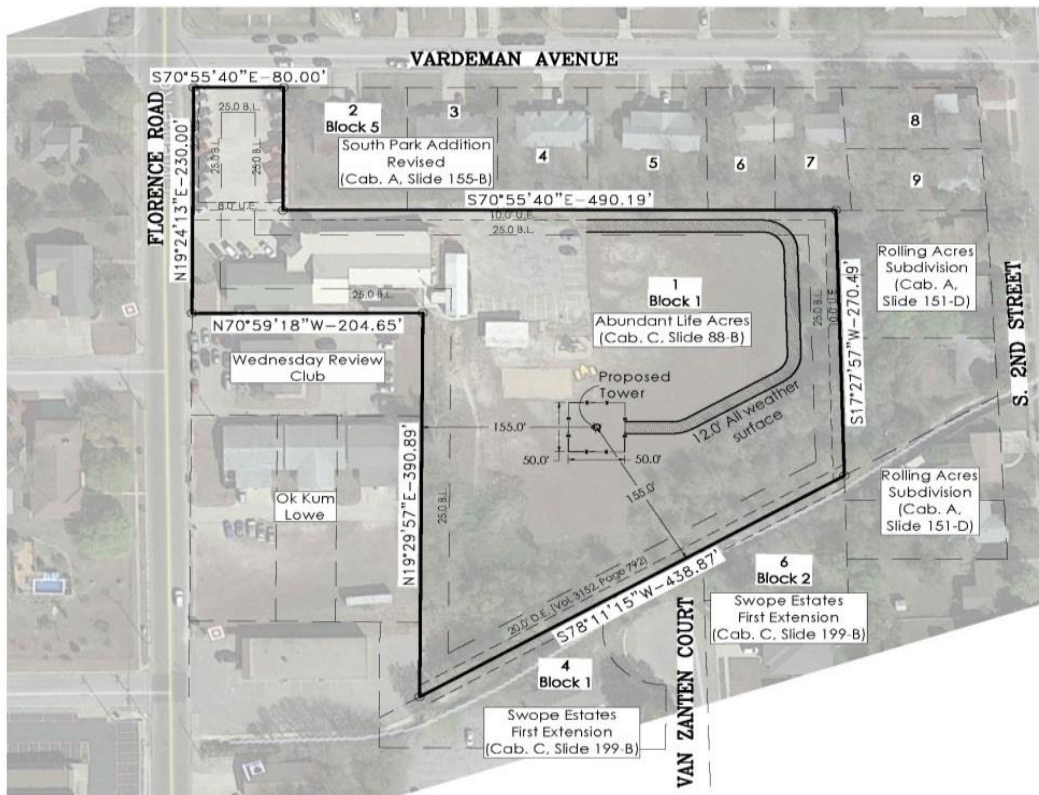 VARDEMAN AVENUE
S70°55'40"E-80.00'
FLORENCE ROAD
N19°24'13"E-230.00'
25.0 B.L.
25.0 B.L.
25.0 B.L.
8.0' U.E.
2
Block 5
3
South Park Addition
Revised
(Cab. A, Slide 155-B)
4
5
6
7
8
9
S70°55'40"E-490.19'
10.0' U.E.
25.0 B.L.
25.0 B.L.
N70°59'18"W-204.65'
Wednesday Review
Club
1
Block 1
Abundant Life Acres
(Cab. C, Slide 88-B)
25.0 B.L.
10.0' U.E.
S17°27'57"W-270.49'
Rolling Acres
Subdivision
(Cab. A,
Slide 151-D)
S. 2ND STREET
Proposed
Tower
12.0' All weather
surface
155.0'
50.0'
50.0'
155.0'
N19°29'57"E-390.89'
25.0 B.L.
Ok Kum
Lowe
Rolling Acres
Subdivision
(Cab. A,
Slide 151-D)
20.0' D.E. (Vol. 3152, Page 792)
S78°11'15"W-438.87'
6
Block 2
Swope Estates
First Extension
(Cab. C, Slide 199-B)
VAN ZANTEN COURT
4
Block 1
Swope Estates
First Extension
(Cab. C, Slide 199-B)